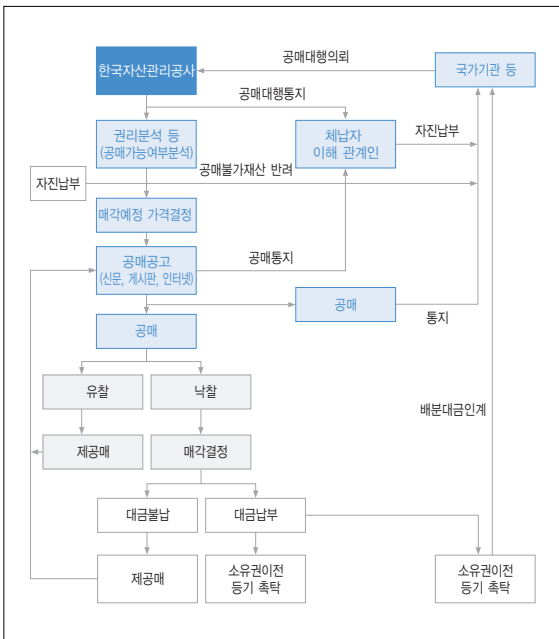 공매대행의뢰
한국자산관리공사
국가기관 등
공매대행통지
권리분석 등
(공매가능여부분석)
체납자
이해 관계인
자진납부
자진납부
공매불가재산 반려
매각예정 가격결정
공매공고
(신문, 게시판, 인터넷)
공매통지
공매
통지
공매
유찰
낙찰
배분대금인계
제공매
매각결정
대금불납
대금납부
제공매
소유권이전
등기 촉탁
소유권이전
등기 촉탁